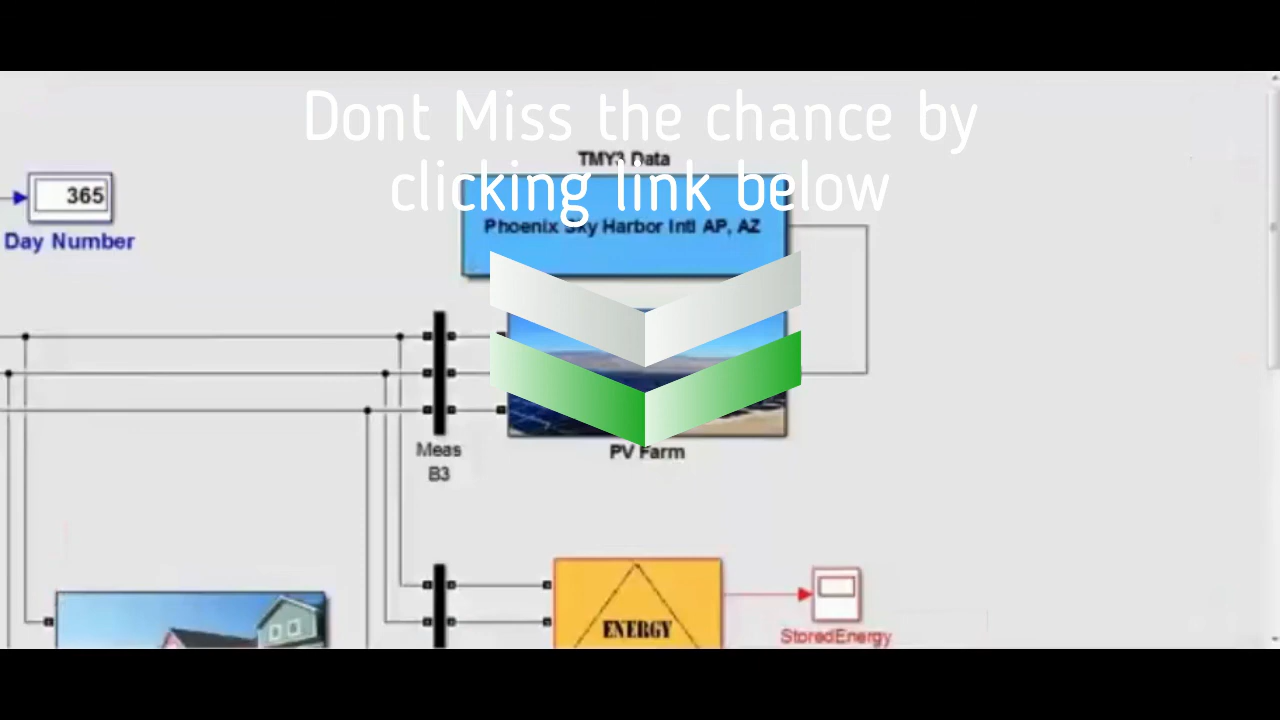 Dont Miss the chance by
TMY3 Data
clicking link below
365
Phoenix Sky Harbor Intl AP, AZ
Day Number
Meas
B3
PV Farm
ENERGY
StoredEnergy